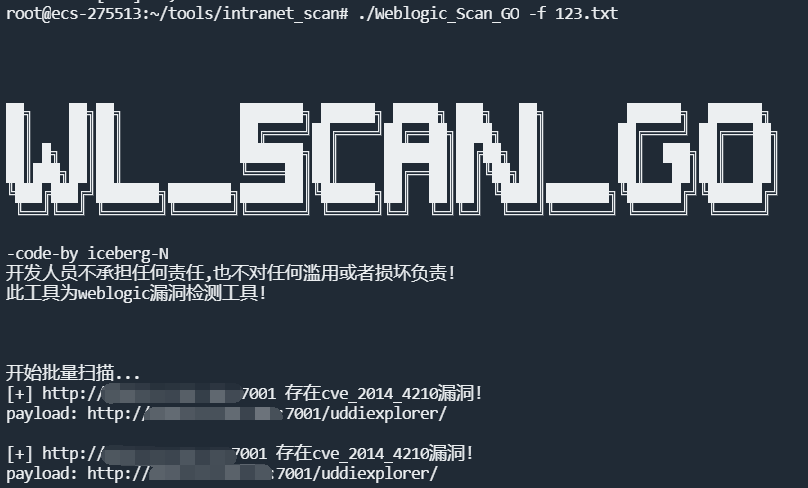 root@ecs-275513:~/tools/intranet_scan# ./Weblogic_Scan_GO -f 123.txt
WL_SCAN_GO
-code-by iceberg-N
开发人员不承担任何责任,也不对任何滥用或者损坏负责!
此工具为weblogic漏洞检测工具!
开始批量扫描...
[+] http:// 7001 存在cve_2014_4210漏洞!
payload: http:// :7001/uddiexplorer/
[+] http:// 7001 存在cve_2014_4210漏洞!
payload: http:// :7001/uddiexplorer/